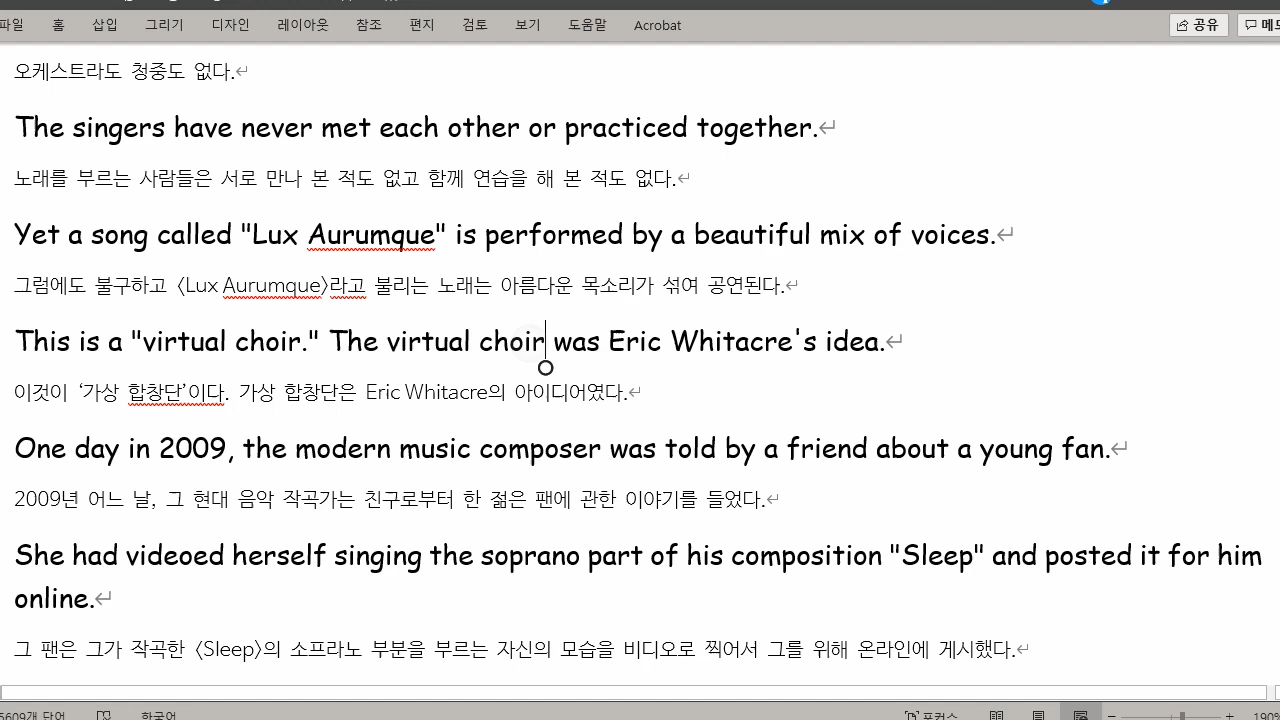 파일 홈 삽입 그리기 디자인 레이아웃 참조 편지 검토 보기 도움말 Acrobat 공유
오케스트라도 청중도 없다.
The singers have never met each other or practiced together.
노래를 부르는 사람들은 서로 만나 본 적도 없고 함께 연습을 해 본 적도 없다.
Yet a song called "Lux Aurumque" is performed by a beautiful mix of voices.
그럼에도 불구하고 〈Lux Aurumque〉라고 불리는 노래는 아름다운 목소리가 섞여 공연된다.
This is a "virtual choir." The virtual choir was Eric Whitacre's idea.
이것이 ‘가상 합창단’이다. 가상 합창단은 Eric Whitacre의 아이디어였다.
One day in 2009, the modern music composer was told by a friend about a young fan.
2009년 어느 날, 그 현대 음악 작곡가는 친구로부터 한 젊은 팬에 관한 이야기를 들었다.
She had videoed herself singing the soprano part of his composition "Sleep" and posted it for him
online.
그 팬은 그가 작곡한 〈Sleep〉의 소프라노 부분을 부르는 자신의 모습을 비디오로 찍어서 그를 위해 온라인에 게시했다.
5609개 단어 한국어 포커스 190%